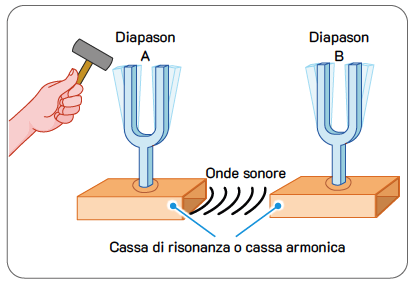 Diapason
A
Diapason
B
Onde sonore
Cassa di risonanza o cassa armonica